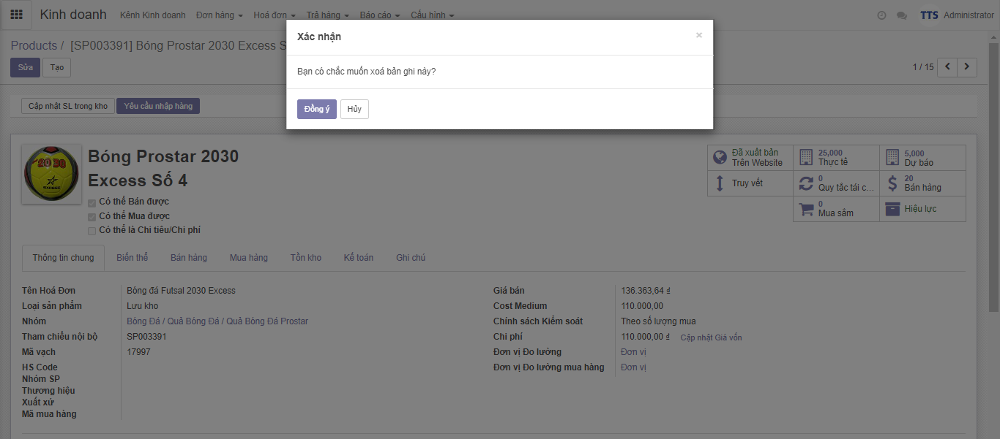 Kinh doanh Kênh Kinh doanh Đơn hàng Hoá đơn Trả hàng Báo cáo Cấu hình TTS Administrator
Xác nhận ×
Products / [SP003391] Bóng Prostar 2030 Excess S
Sửa Tạo
1 / 15
Bạn có chắc muốn xoá bản ghi này?
Đồng ý Hủy
Cập nhật SL trong kho Yêu cầu nhập hàng
2030
EXCESS
Bóng Prostar 2030
Excess Số 4
Có thể Bán được
Có thể Mua được
Có thể là Chi tiêu/Chi phí
Đã xuất bản
Trên Website
25,000
Thực tế
5,000
Dự báo
Truy vết
0
Quy tắc tái c...
20
Bán hàng
0
Mua sắm
Hiệu lực
Thông tin chung Biến thể Bán hàng Mua hàng Tồn kho Kế toán Ghi chú
Tên Hoá Đơn Bóng đá Futsal 2030 Excess
Loại sản phẩm Lưu kho
Nhóm Bóng Đá / Quả Bóng Đá / Quả Bóng Đá Prostar
Tham chiếu nội bộ SP003391
Mã vạch 17997
HS Code
Nhóm SP
Thương hiệu
Xuất xứ
Mã mua hàng
Giá bán 136.363,64 ₫
Cost Medium 110.000,00
Chính sách Kiểm soát Theo số lượng mua
Chi phí 110.000,00 ₫ Cập nhật Giá vốn
Đơn vị Đo lường Đơn vị
Đơn vị Đo lường mua hàng Đơn vị